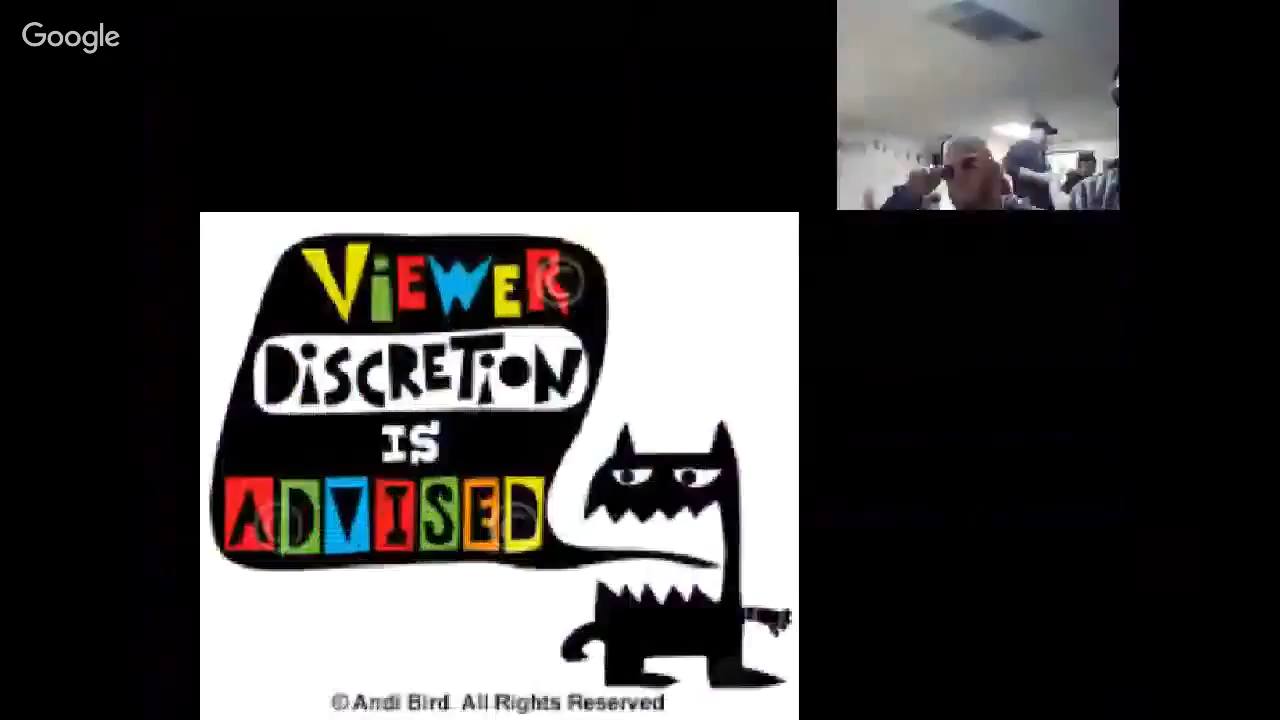 Google
ViEWER
DiSCRETiON
IS
ADVISED
© Andi Bird. All Rights Reserved